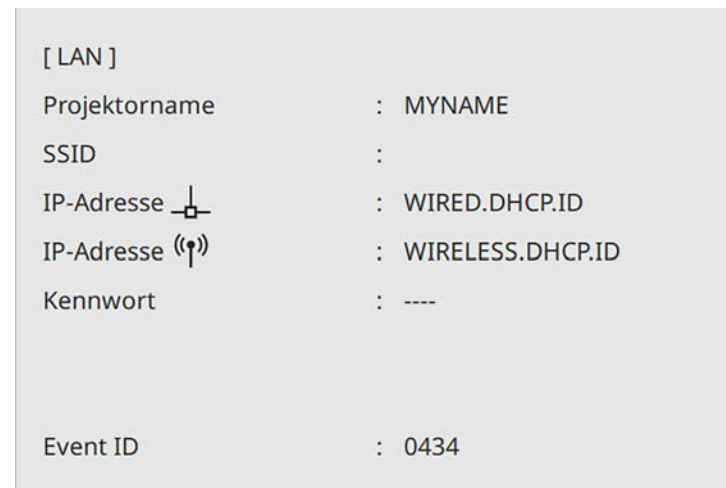 [ LAN ]
Projektorname : MYNAME
SSID :
IP-Adresse : WIRED.DHCP.ID
IP-Adresse : WIRELESS.DHCP.ID
Kennwort : ----
Event ID : 0434